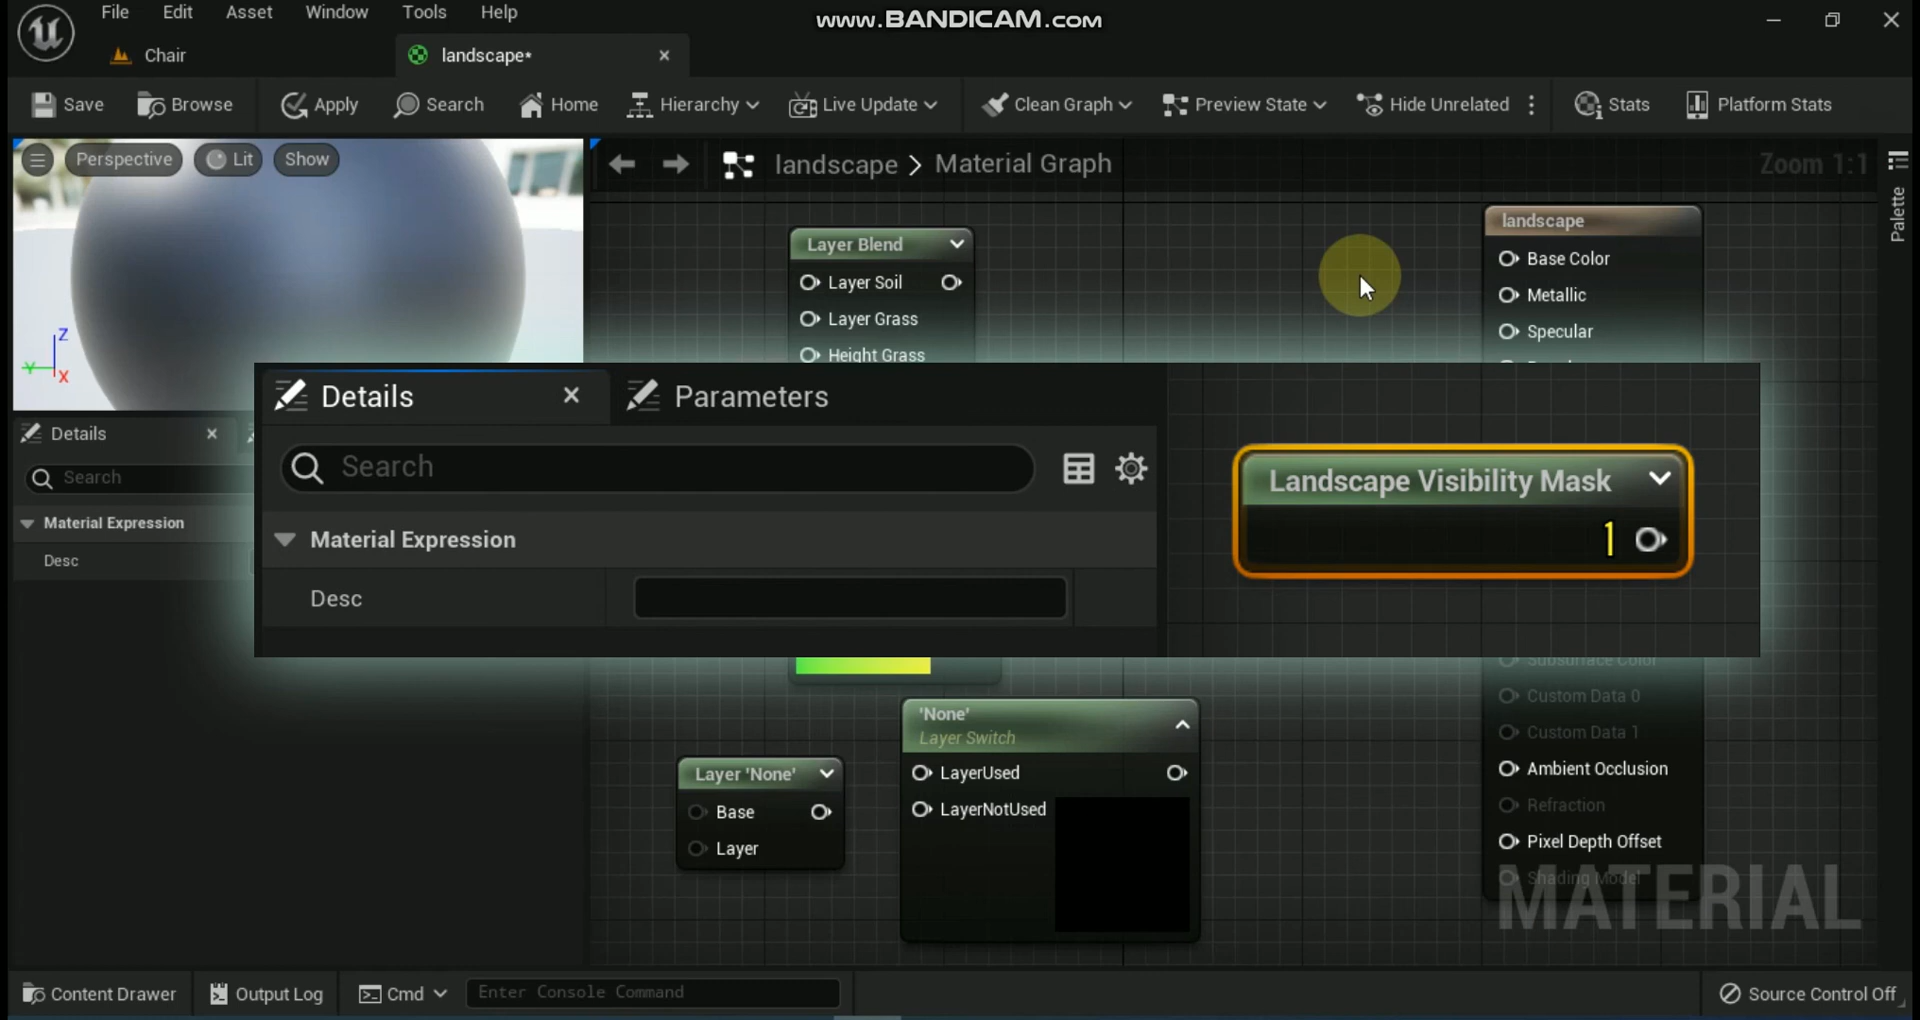 File Edit Asset Window Tools Help
www.BANDICAM.com
Chair
landscape*
Save Browse Apply Search Home Hierarchy Live Update Clean Graph Preview State Hide Unrelated Stats Platform Stats
Perspective Lit Show
landscape > Material Graph
Zoom 1:1
Palette
Layer Blend
Layer Soil
Layer Grass
Height Grass
landscape
Base Color
Metallic
Specular
Z
Y
X
Details
Search
Material Expression
Desc
Details
Parameters
Search
Material Expression
Desc
Landscape Visibility Mask
1
Subsurface Color
Custom Data 0
Custom Data 1
Ambient Occlusion
Refraction
Pixel Depth Offset
Shading Model
MATERIAL
'None'
Layer Switch
LayerUsed
LayerNotUsed
Layer 'None'
Base
Layer
Content Drawer Output Log Cmd Enter Console Command Source Control Off